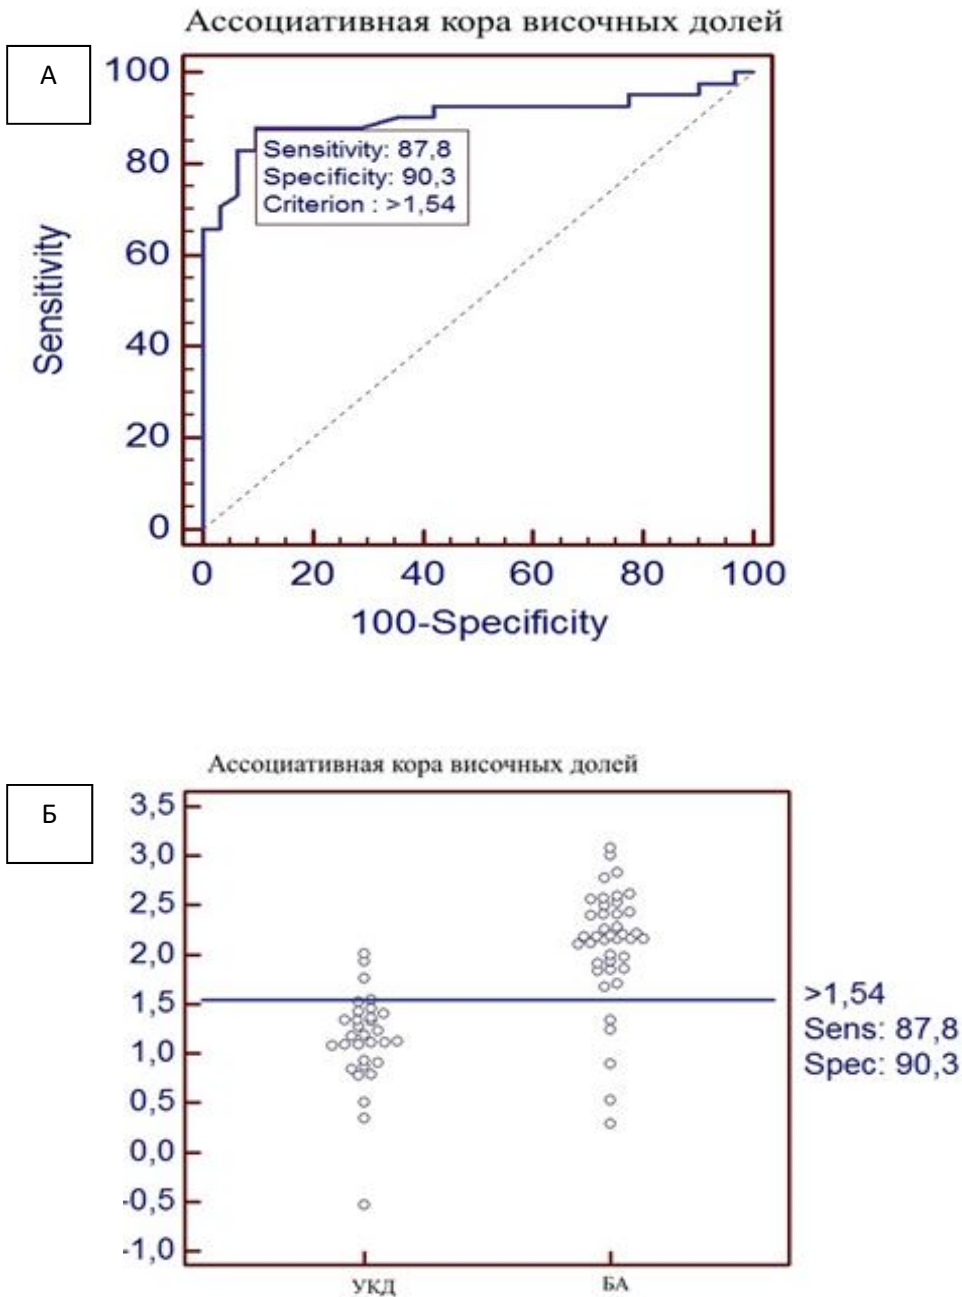 Ассоциативная кора височных долей
А
100
80
60
40
20
0
Sensitivity
Sensitivity: 87,8
Specificity: 90,3
Criterion : >1,54
0 20 40 60 80 100
100-Specificity
Ассоциативная кора височных долей
Б
3,5
3,0
2,5
2,0
1,5
1,0
0,5
0,0
-0,5
-1,0
>1,54
Sens: 87,8
Spec: 90,3
УКД БА